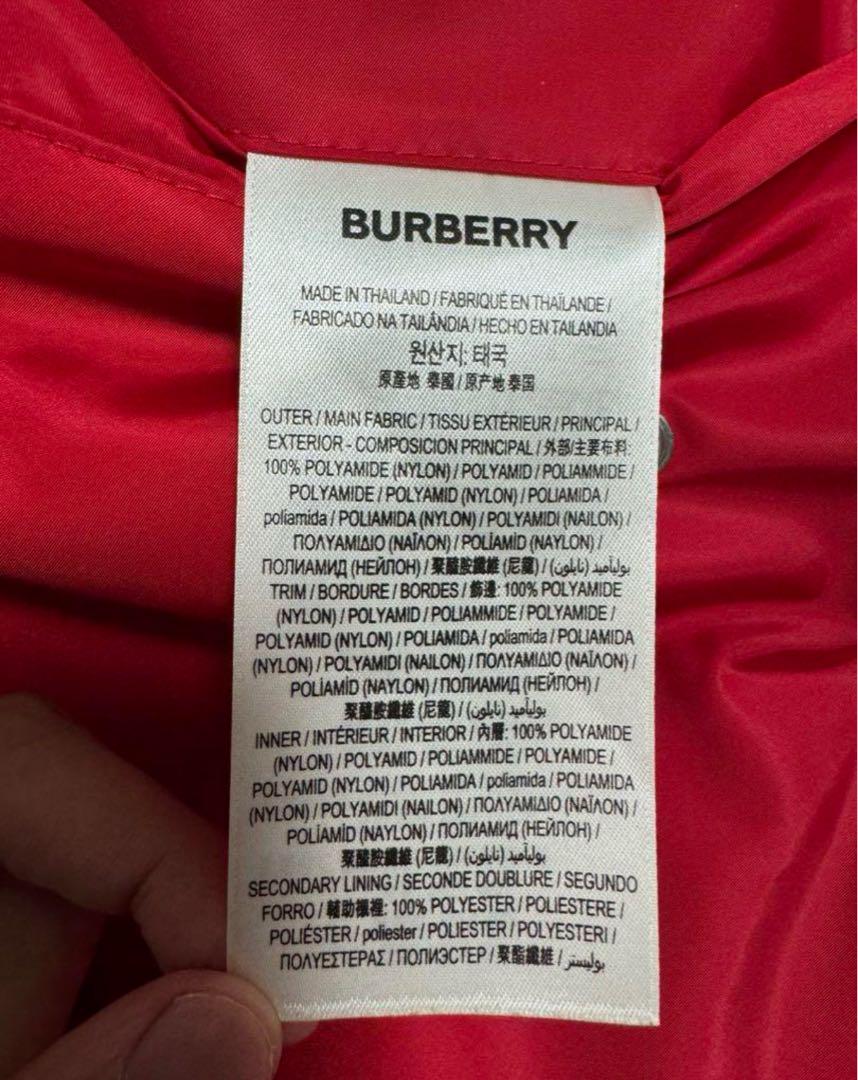 BURBERRY
MADE IN THAILAND / FABRIQUÉ EN THAÏLANDE /
FABRICADO NA TAILÂNDIA / HECHO EN TAILANDIA
원산지: 태국
原產地 泰國 / 原产地 泰国
OUTER / MAIN FABRIC / TISSU EXTÉRIEUR / PRINCIPAL /
EXTERIOR - COMPOSICION PRINCIPAL / 外部/主要布料:
100% POLYAMIDE (NYLON) / POLYAMID / POLIAMMIDE /
POLYAMIDE / POLYAMID (NYLON) / POLIAMIDA /
poliamida / POLIAMIDA (NYLON) / POLYAMIDI (NAILON) /
ΠΟΛΥΑΜΙΔΙΟ (ΝΑΪΛΟΝ) / POLİAMİD (NAYLON) /
ПОЛИАМИД (НЕЙЛОН) / 聚醯胺纖維 (尼龍) / بوليأميد (نايلون) /
TRIM / BORDURE / BORDES / 飾邊: 100% POLYAMIDE
(NYLON) / POLYAMID / POLIAMMIDE / POLYAMIDE /
POLYAMID (NYLON) / POLIAMIDA / poliamida / POLIAMIDA
(NYLON) / POLYAMIDI (NAILON) / ΠΟΛΥΑΜΙΔΙΟ (ΝΑΪΛΟΝ) /
POLİAMİD (NAYLON) / ПОЛИАМИД (НЕЙЛОН) /
聚醯胺纖維 (尼龍) / بوليأميد (نايلون) /
INNER / INTÉRIEUR / INTERIOR / 內層: 100% POLYAMIDE
(NYLON) / POLYAMID / POLIAMMIDE / POLYAMIDE /
POLYAMID (NYLON) / POLIAMIDA / poliamida / POLIAMIDA
(NYLON) / POLYAMIDI (NAILON) / ΠΟΛΥΑΜΙΔΙΟ (ΝΑΪΛΟΝ) /
POLİAMİD (NAYLON) / ПОЛИАМИД (НЕЙЛОН) /
聚醯胺纖維 (尼龍) / بوليأميد (نايلون) /
SECONDARY LINING / SECONDE DOUBLURE / SEGUNDO
FORRO / 輔助襯裡: 100% POLYESTER / POLIESTERE /
POLIÉSTER / poliester / POLIESTER / POLYESTERI /
ΠΟΛΥΕΣΤΕΡΑΣ / ПОЛИЭСТЕР / 聚酯纖維 / بوليستر